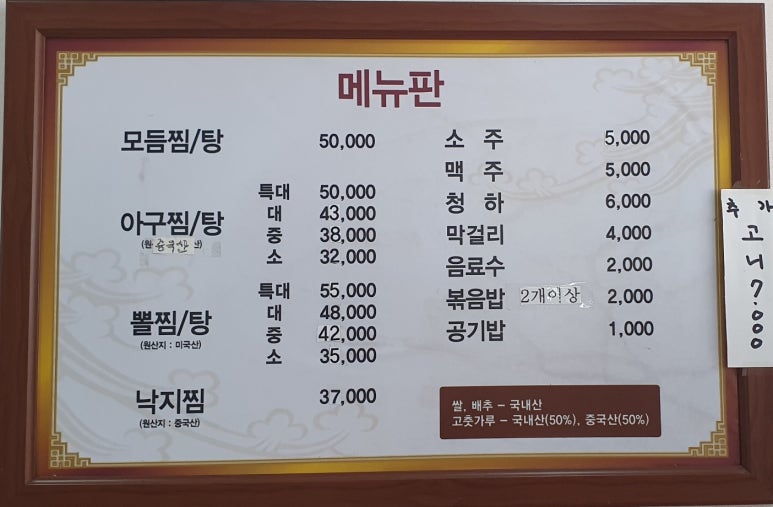 메뉴판
모듬찜/탕 50,000
아구찜/탕
(원 중국산 산)
특대 50,000
대 43,000
중 38,000
소 32,000
뽈찜/탕
(원산지 : 미국산)
특대 55,000
대 48,000
중 42,000
소 35,000
낙지찜 37,000
(원산지 : 중국산)
소 주 5,000
맥 주 5,000
청 하 6,000
막걸리 4,000
음료수 2,000
볶음밥 2개이상 2,000
공기밥 1,000
쌀, 배추 – 국내산
고춧가루 – 국내산(50%), 중국산(50%)
추 가
고니 7.000